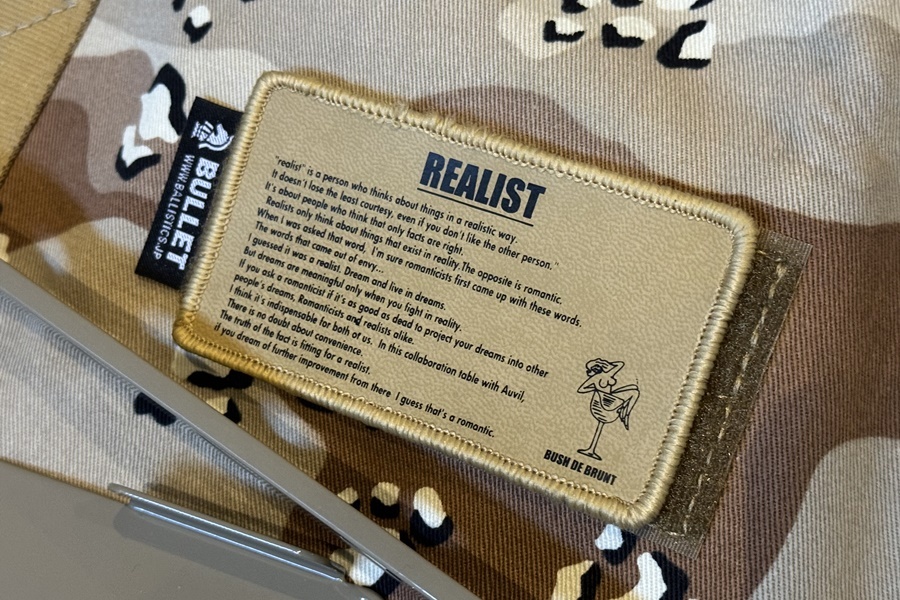 BULLET
WWW.BALLISTICS.JP
REALIST
"realist" is a person who thinks about things in a realistic way.
It doesn't lose the least courtesy, even if you don't like the other person."
It's about people who think that only facts are right.
Realists only think about things that exist in reality. The opposite is romantic.
When I was asked that word, I'm sure romanticists first came up with these words.
The words that came out of envy...
I guessed it was a realist. Dream and live in dreams.
But dreams are meaningful only when you fight in reality.
If you ask a romanticist if it's as good as dead to project your dreams into other
people's dreams. Romanticists and realists alike.
I think it's indispensable for both of us. In this collaboration table with Auvil,
There is no doubt about convenience.
The truth of the fact is fitting for a realist.
if you dream of further improvement from there I guess that's a romantic.
BUSH DE BRUNT